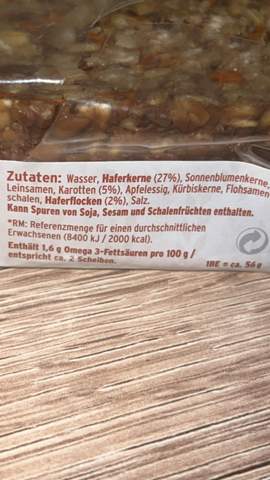 Zutaten: Wasser, Haferkerne (27%), Sonnenblumenkerne,
Leinsamen, Karotten (5%), Apfelessig, Kürbiskerne, Flohsamen-
schalen, Haferflocken (2%), Salz.
Kann Spuren von Soja, Sesam und Schalenfrüchten enthalten.
*RM: Referenzmenge für einen durchschnittlichen
Erwachsenen (8400 kJ / 2000 kcal).
Enthält 1,6 g Omega 3-Fettsäuren pro 100 g /
entspricht ca. 2 Scheiben.
1BE = ca. 56 g